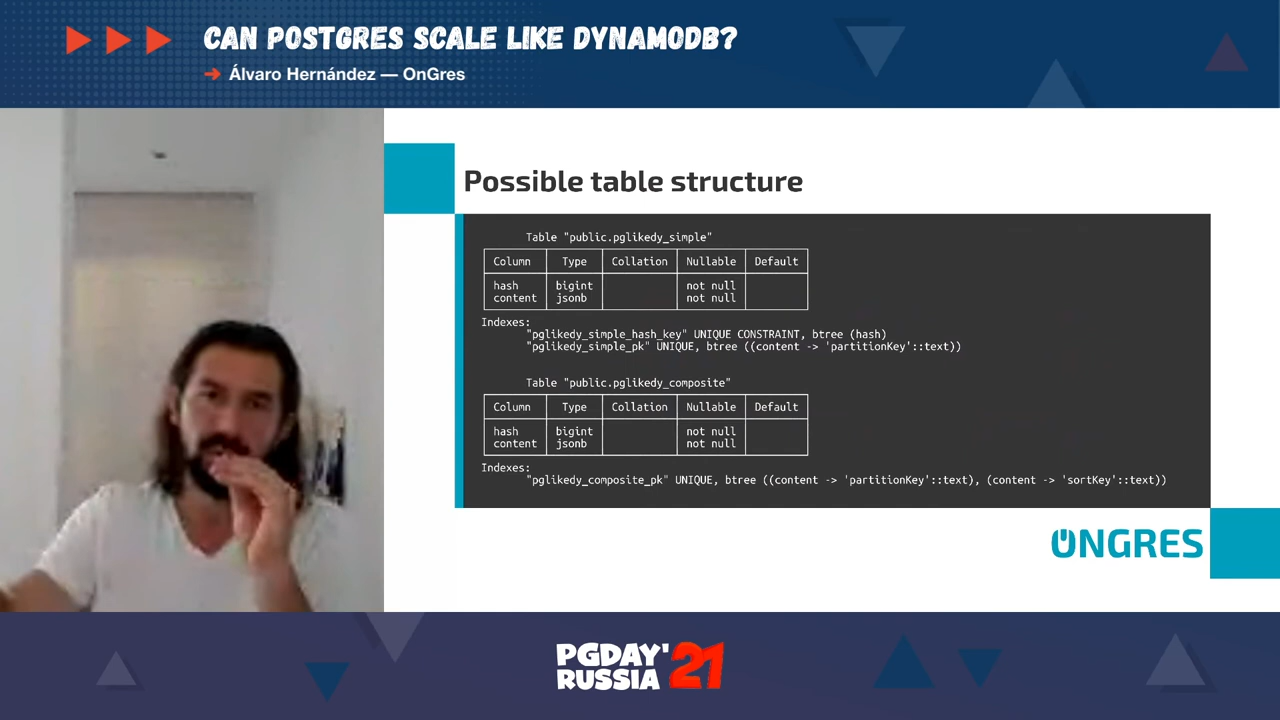 CAN POSTGRES SCALE LIKE DYNAMODB?
Álvaro Hernández — OnGres
Possible table structure
Table "public.pglikedy_simple"
Column Type Collation Nullable Default
hash bigint not null
content jsonb not null
Indexes:
"pglikedy_simple_hash_key" UNIQUE CONSTRAINT, btree (hash)
"pglikedy_simple_pk" UNIQUE, btree ((content -> 'partitionKey'::text))
Table "public.pglikedy_composite"
Column Type Collation Nullable Default
hash bigint not null
content jsonb not null
Indexes:
"pglikedy_composite_pk" UNIQUE, btree ((content -> 'partitionKey'::text), (content -> 'sortKey'::text))
ONGRES
PGDAY'21
RUSSIA